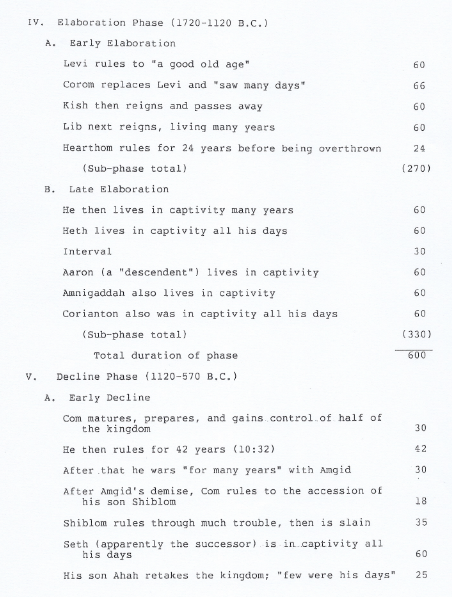 IV. Elaboration Phase (1720-1120 B.C.)
A. Early Elaboration
Levi rules to "a good old age" 60
Corom replaces Levi and "saw many days" 66
Kish then reigns and passes away 60
Lib next reigns, living many years 60
Hearthom rules for 24 years before being overthrown 24
(Sub-phase total) (270)
B. Late Elaboration
He then lives in captivity many years 60
Heth lives in captivity all his days 60
Interval 30
Aaron (a "descendent") lives in captivity 60
Amnigaddah also lives in captivity 60
Corianton also was in captivity all his days 60
(Sub-phase total) (330)
Total duration of phase 600
V. Decline Phase (1120-570 B.C.)
A. Early Decline
Com matures, prepares, and gains control of half of
the kingdom 30
He then rules for 42 years (10:32) 42
After that he wars "for many years" with Amgid 30
After Amgid's demise, Com rules to the accession of
his son Shiblom 18
Shiblom rules through much trouble, then is slain 35
Seth (apparently the successor) is in captivity all
his days 60
His son Ahah retakes the kingdom; "few were his days" 25